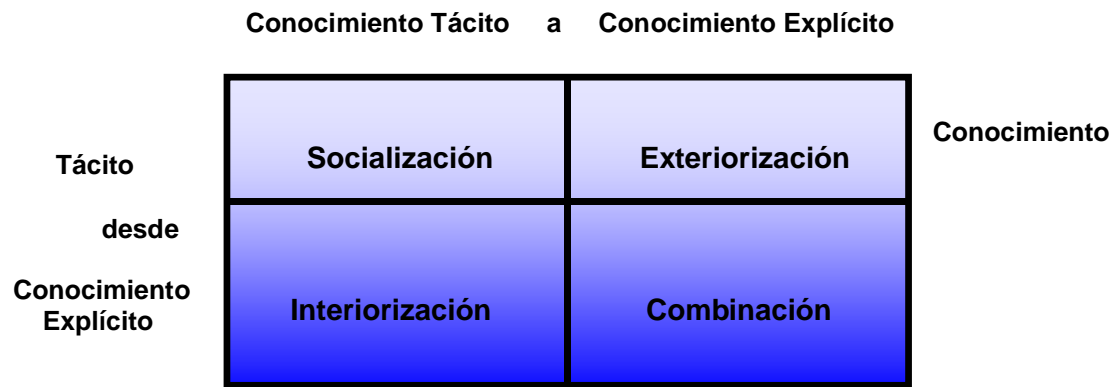 Conocimiento Tácito a Conocimiento Explícito
Conocimiento
Tácito
Socialización
Exteriorización
desde
Conocimiento
Explícito
Interiorización
Combinación